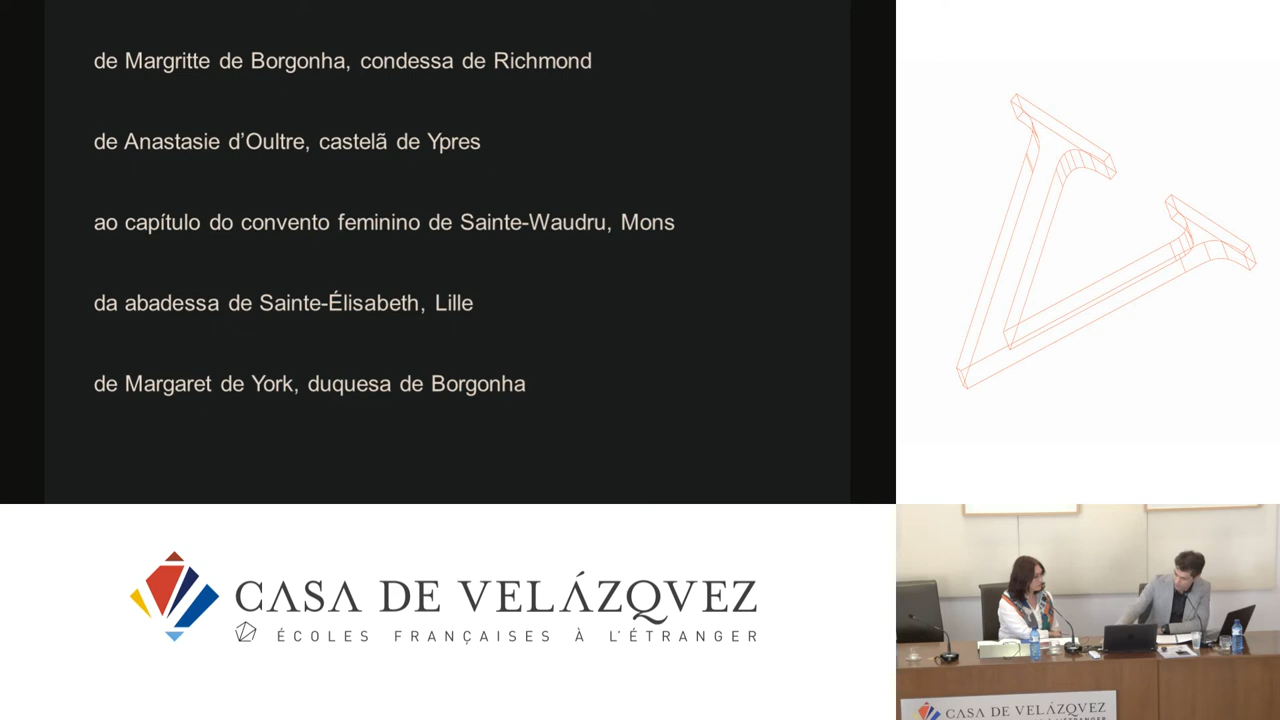 de Margritte de Borgonha, condessa de Richmond
de Anastasie d’Oultre, castelã de Ypres
ao capítulo do convento feminino de Sainte-Waudru, Mons
da abadessa de Sainte-Élisabeth, Lille
de Margaret de York, duquesa de Borgonha
CASA DE VELÁZQVEZ
ÉCOLES FRANÇAISES À L'ÉTRANGER
CASA DE VELÁZQVEZ